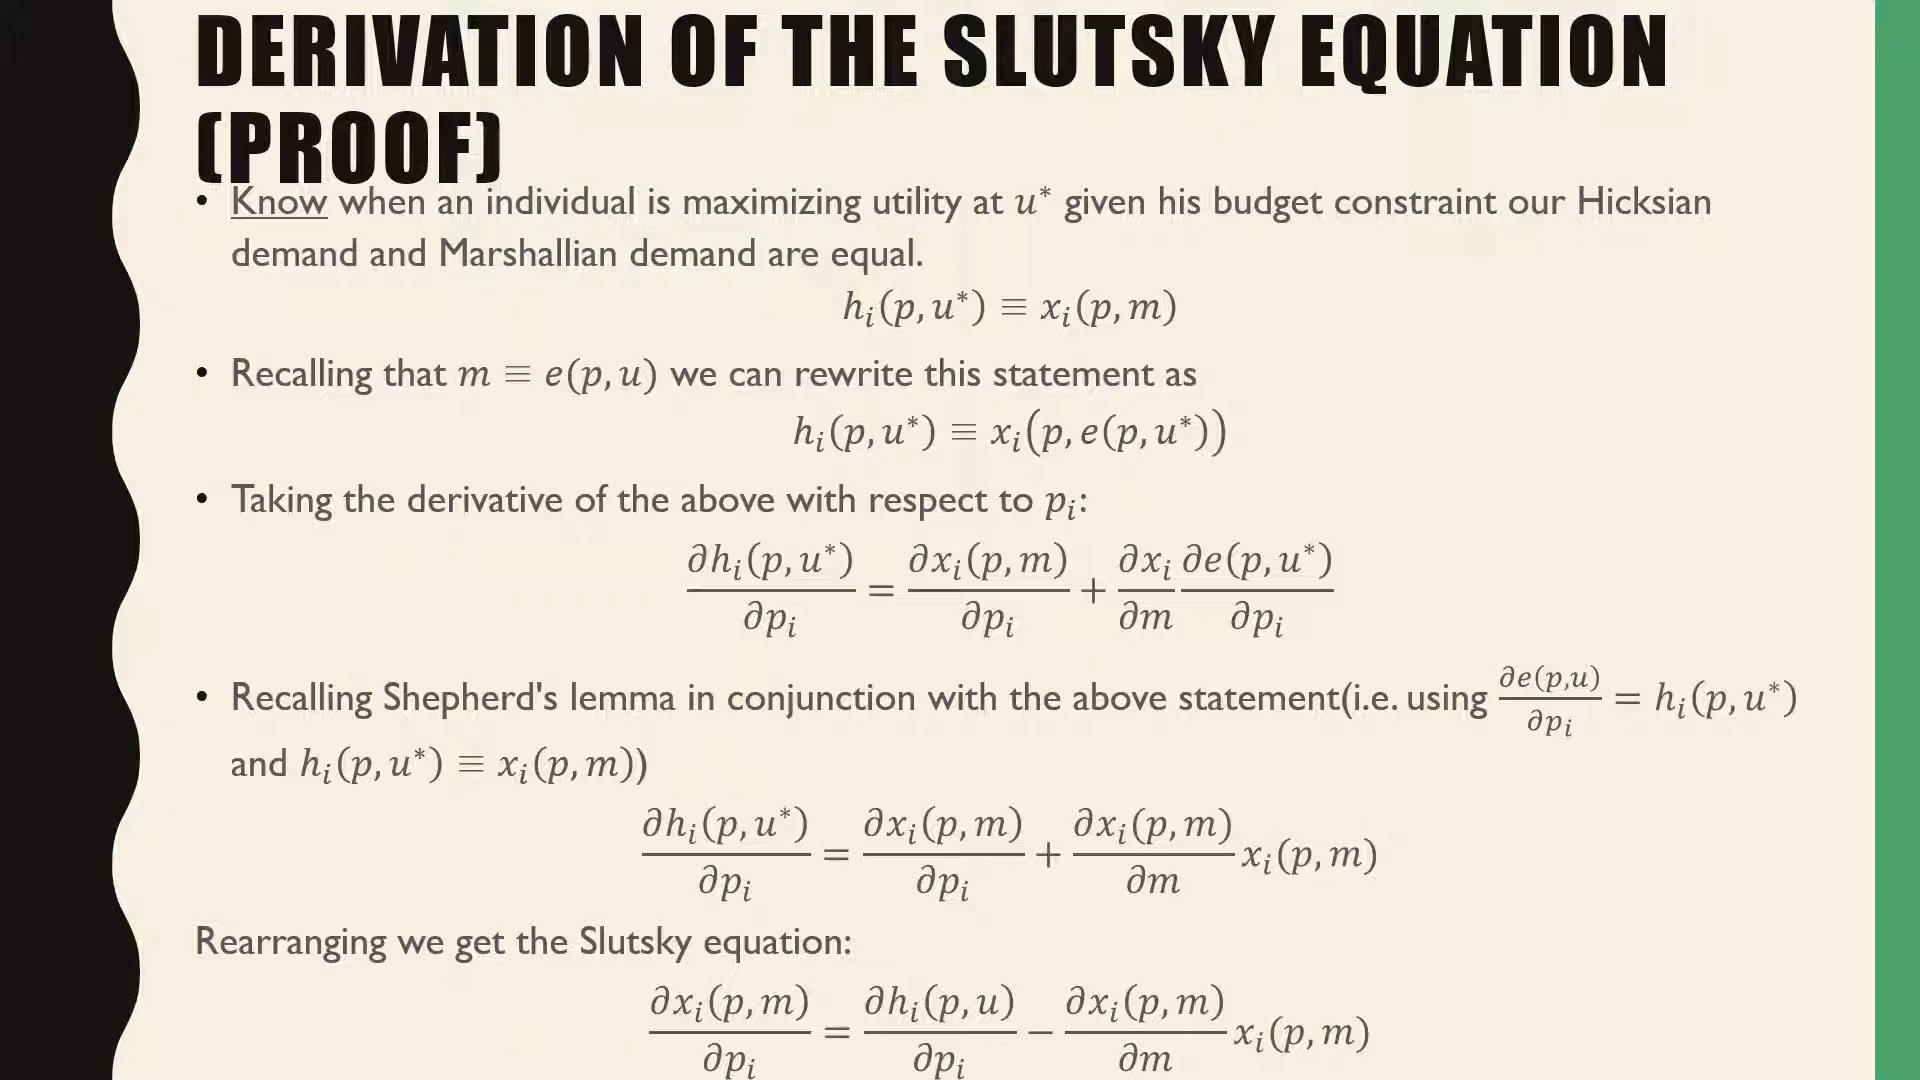 DERIVATION OF THE SLUTSKY EQUATION
(PROOF)
• Know when an individual is maximizing utility at u* given his budget constraint our Hicksian
demand and Marshallian demand are equal.
hᵢ(p, u*) ≡ xᵢ(p, m)
• Recalling that m ≡ e(p, u) we can rewrite this statement as
hᵢ(p, u*) ≡ xᵢ(p, e(p, u*))
• Taking the derivative of the above with respect to pᵢ:
∂hᵢ(p, u*)/∂pᵢ = ∂xᵢ(p, m)/∂pᵢ + ∂xᵢ/∂m ∂e(p, u*)/∂pᵢ
• Recalling Shepherd's lemma in conjunction with the above statement(i.e. using ∂e(p,u)/∂pᵢ = hᵢ(p, u*)
and hᵢ(p, u*) ≡ xᵢ(p, m))
∂hᵢ(p, u*)/∂pᵢ = ∂xᵢ(p, m)/∂pᵢ + ∂xᵢ(p, m)/∂m xᵢ(p, m)
Rearranging we get the Slutsky equation:
∂xᵢ(p, m)/∂pᵢ = ∂hᵢ(p, u)/∂pᵢ − ∂xᵢ(p, m)/∂m xᵢ(p, m)